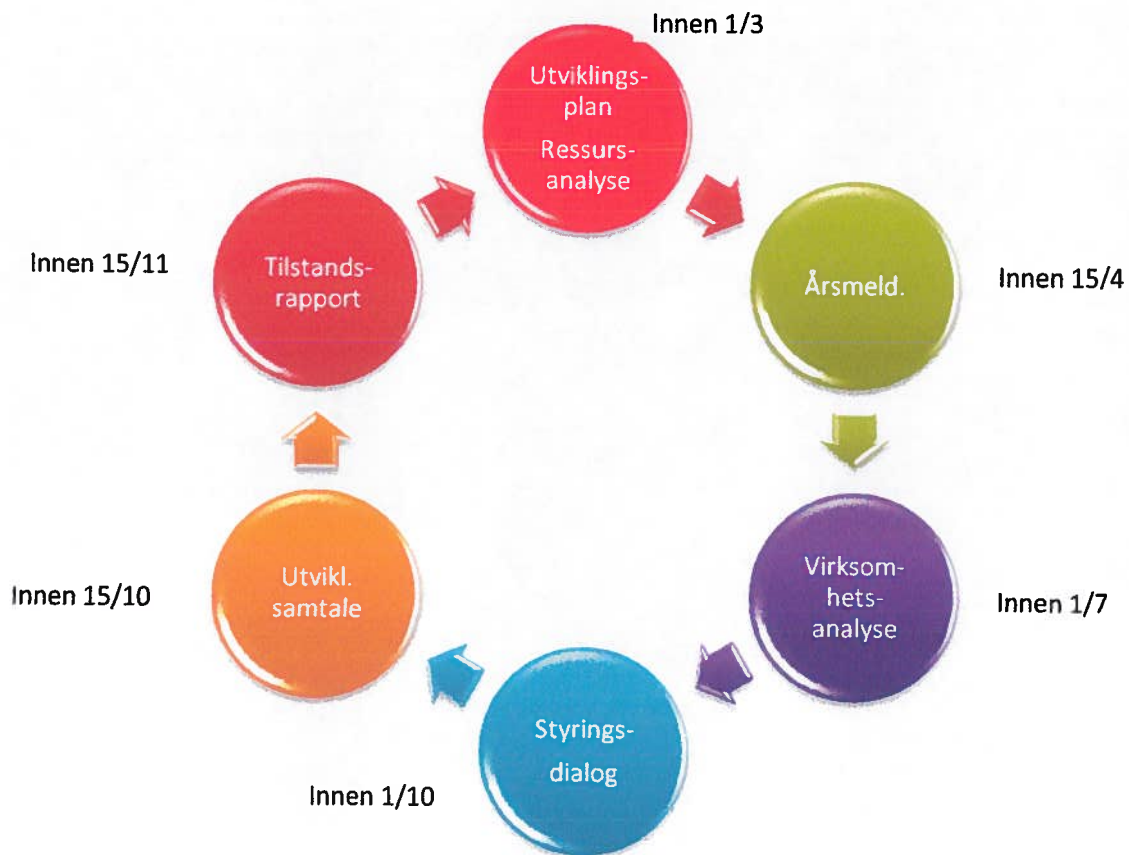 Innen 1/3
Utviklings-
plan
Ressurs-
analyse
Årsmeld.
Innen 15/4
Virksom-
hets-
analyse
Innen 1/7
Styrings-
dialog
Innen 1/10
Utvikl.
samtale
Innen 15/10
Tilstands-
rapport
Innen 15/11